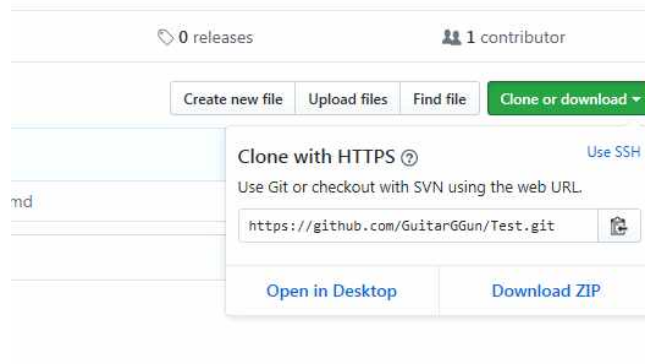 0 releases
1 contributor
Create new file
Upload files
Find file
Clone or download
Clone with HTTPS
Use SSH
Use Git or checkout with SVN using the web URL.
md
https://github.com/GuitarGGun/Test.git
Open in Desktop
Download ZIP